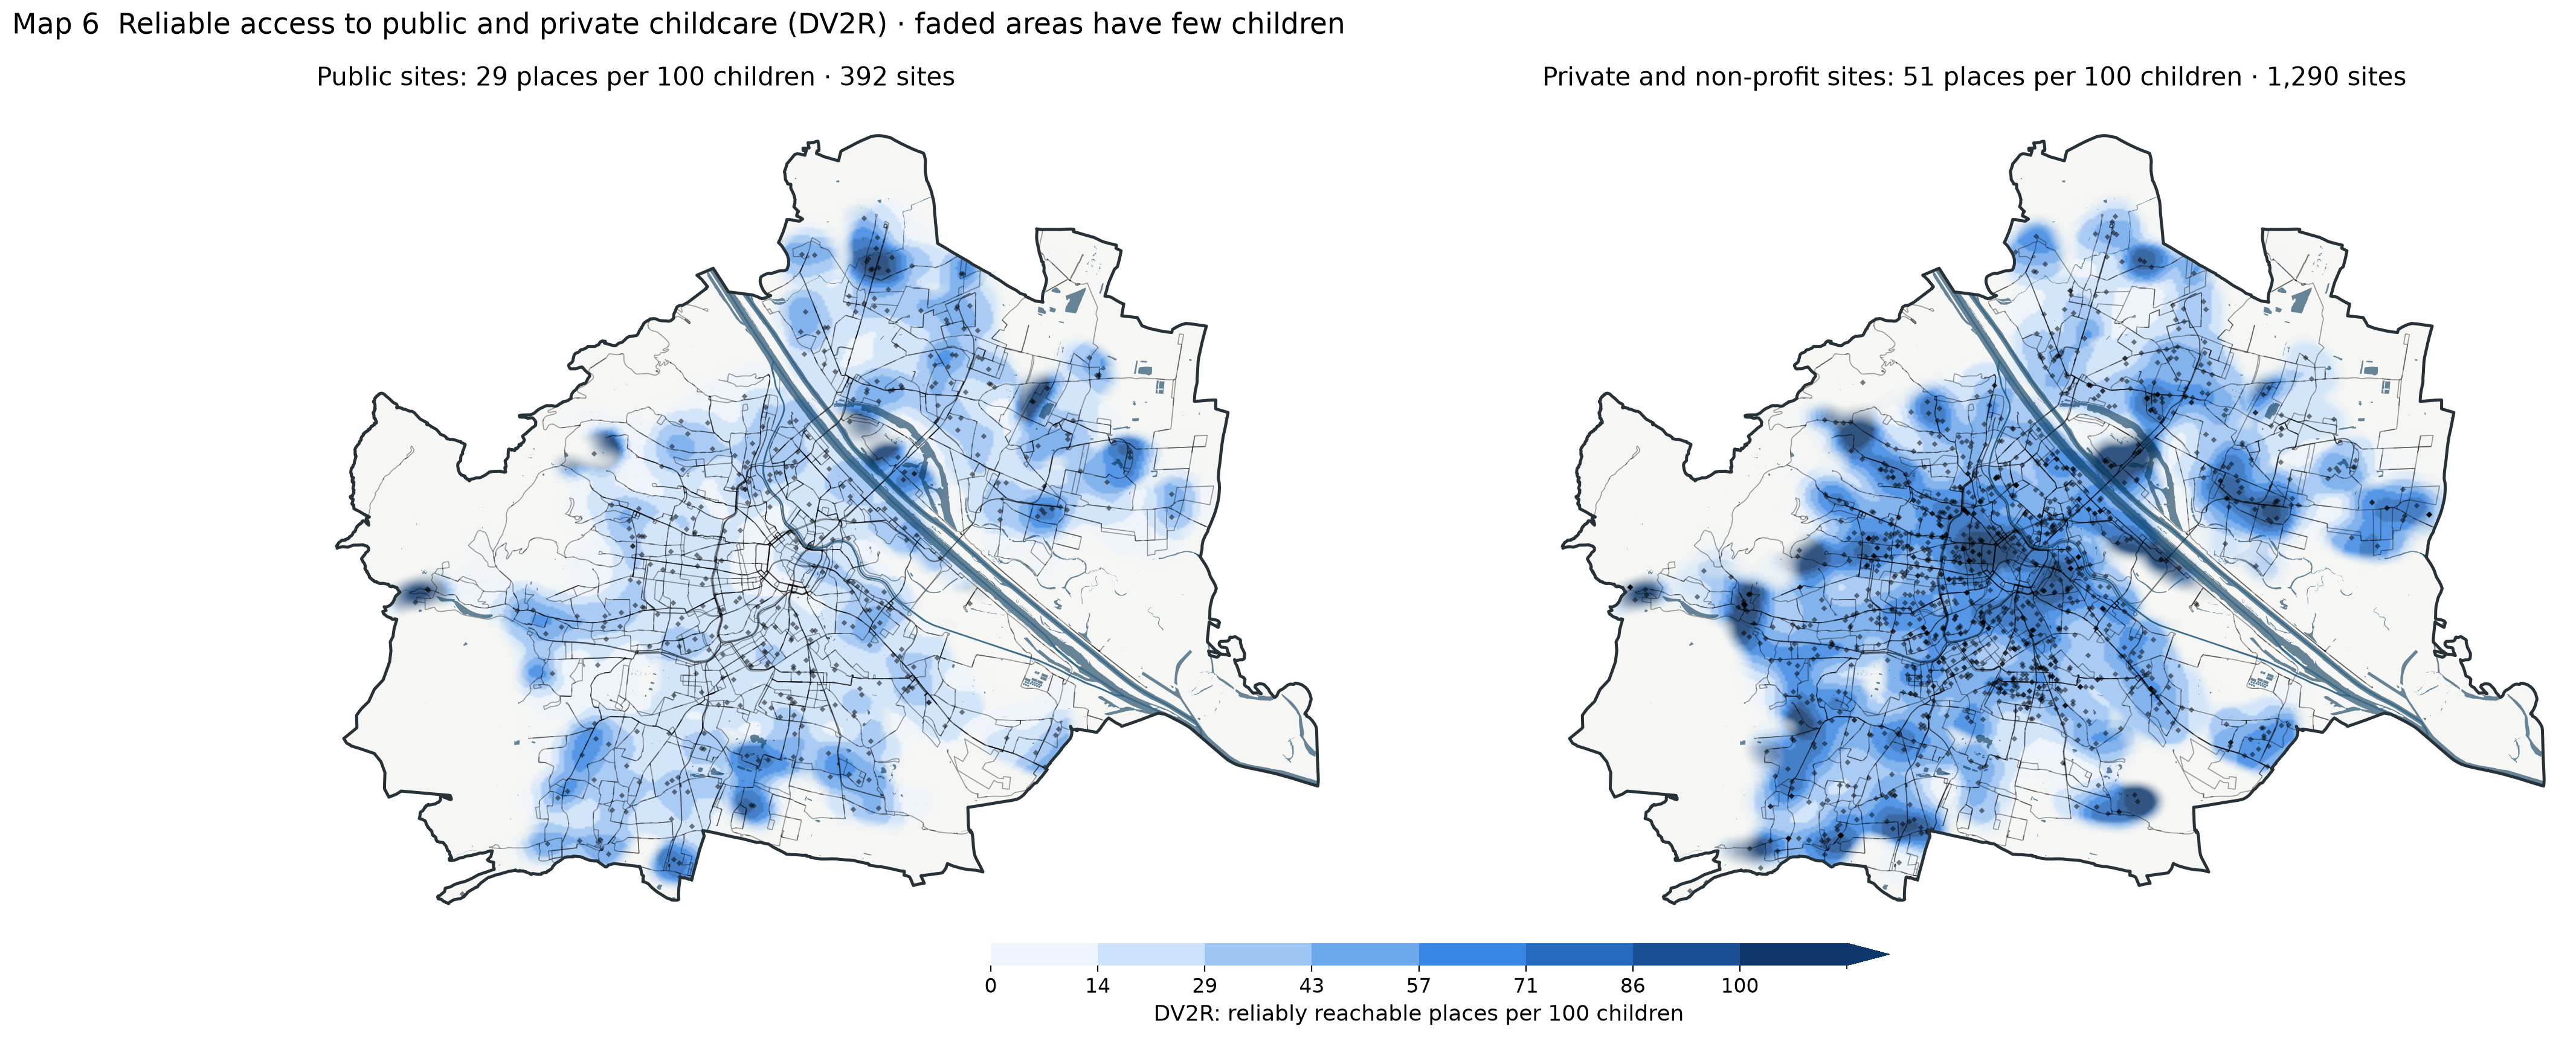 Map 6  Reliable access to public and private childcare (DV2R) · faded areas have few children
Public sites: 29 places per 100 children · 392 sites
Private and non-profit sites: 51 places per 100 children · 1,290 sites
0 14 29 43 57 71 86 100
DV2R: reliably reachable places per 100 children